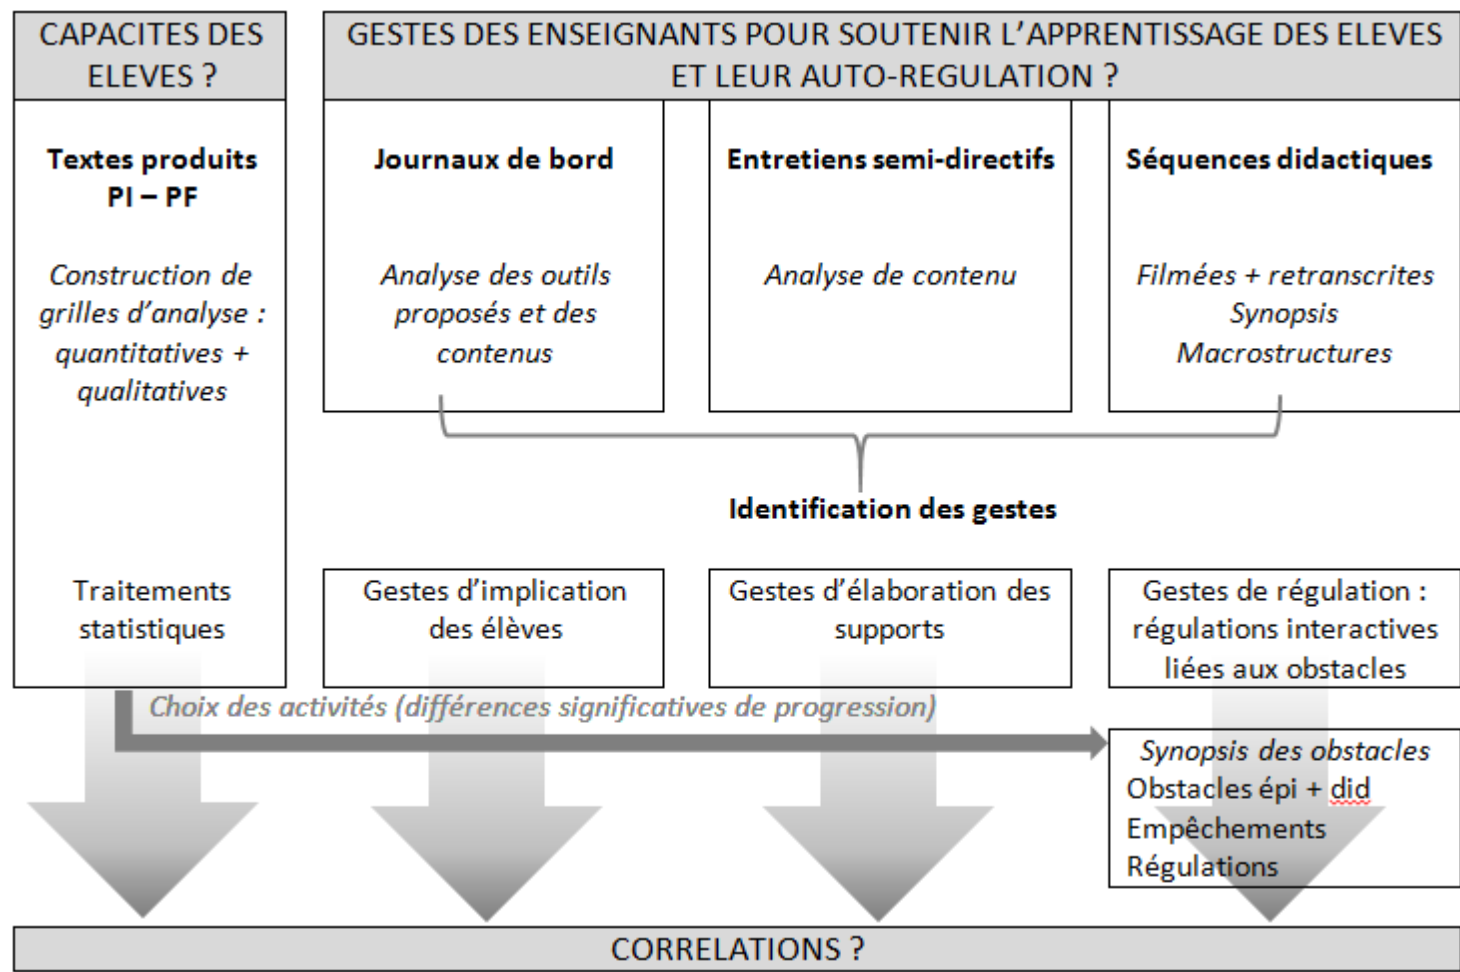 CAPACITES DES
ELEVES ?
GESTES DES ENSEIGNANTS POUR SOUTENIR L’APPRENTISSAGE DES ELEVES
ET LEUR AUTO-REGULATION ?
Textes produits
PI – PF
Construction de
grilles d’analyse :
quantitatives +
qualitatives
Journaux de bord
Analyse des outils
proposés et des
contenus
Entretiens semi-directifs
Analyse de contenu
Séquences didactiques
Filmées + retranscrites
Synopsis
Macrostructures
Identification des gestes
Traitements
statistiques
Gestes d’implication
des élèves
Gestes d’élaboration des
supports
Gestes de régulation :
régulations interactives
liées aux obstacles
Choix des activités (différences significatives de progression)
Synopsis des obstacles
Obstacles épi + did
Empêchements
Régulations
CORRELATIONS ?